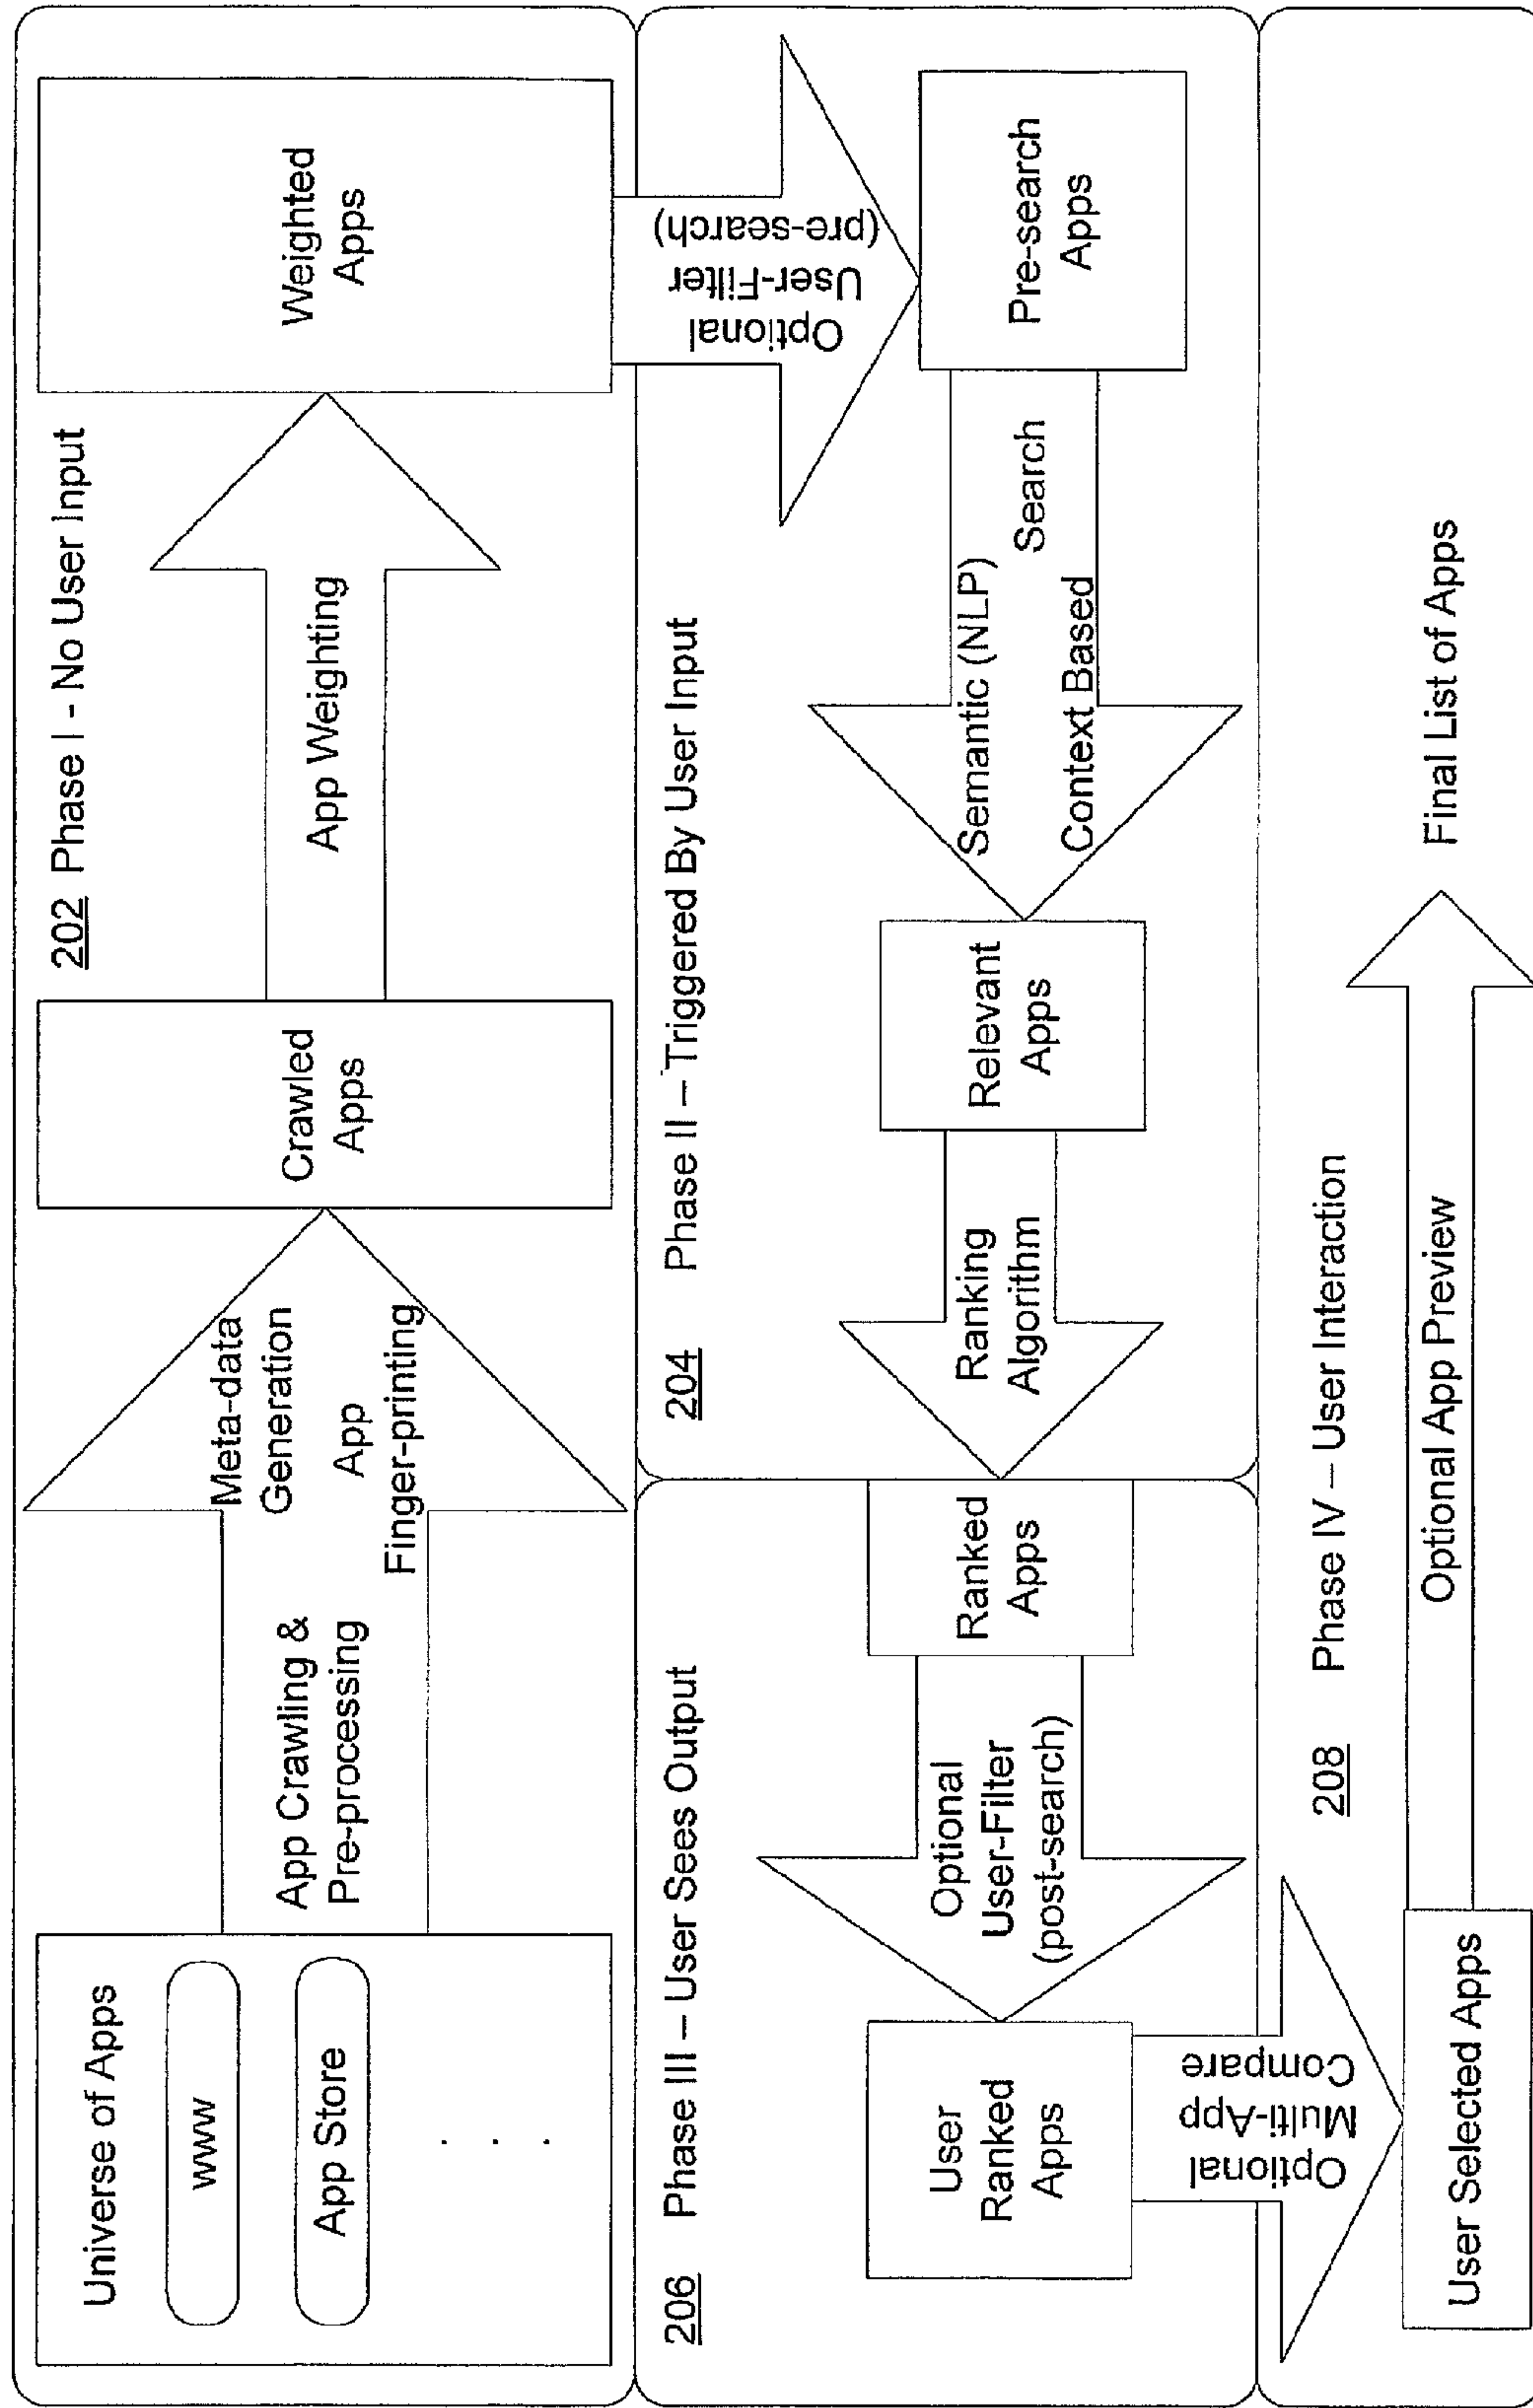 202 Phase I - No User Input
Universe of Apps
www
App Store
. . .
App Crawling &
Pre-processing
Meta-data
Generation
App
Finger-printing
Crawled
Apps
App Weighting
Weighted
Apps
Optional
User-Filter
(pre-search)
204 Phase II – Triggered By User Input
Pre-search
Apps
Semantic (NLP)
Search
Context Based
Relevant
Apps
Ranking
Algorithm
206 Phase III – User Sees Output
Ranked
Apps
Optional
User-Filter
(post-search)
User
Ranked
Apps
Optional
Multi-App
Compare
208 Phase IV – User Interaction
User Selected Apps
Optional App Preview
Final List of Apps